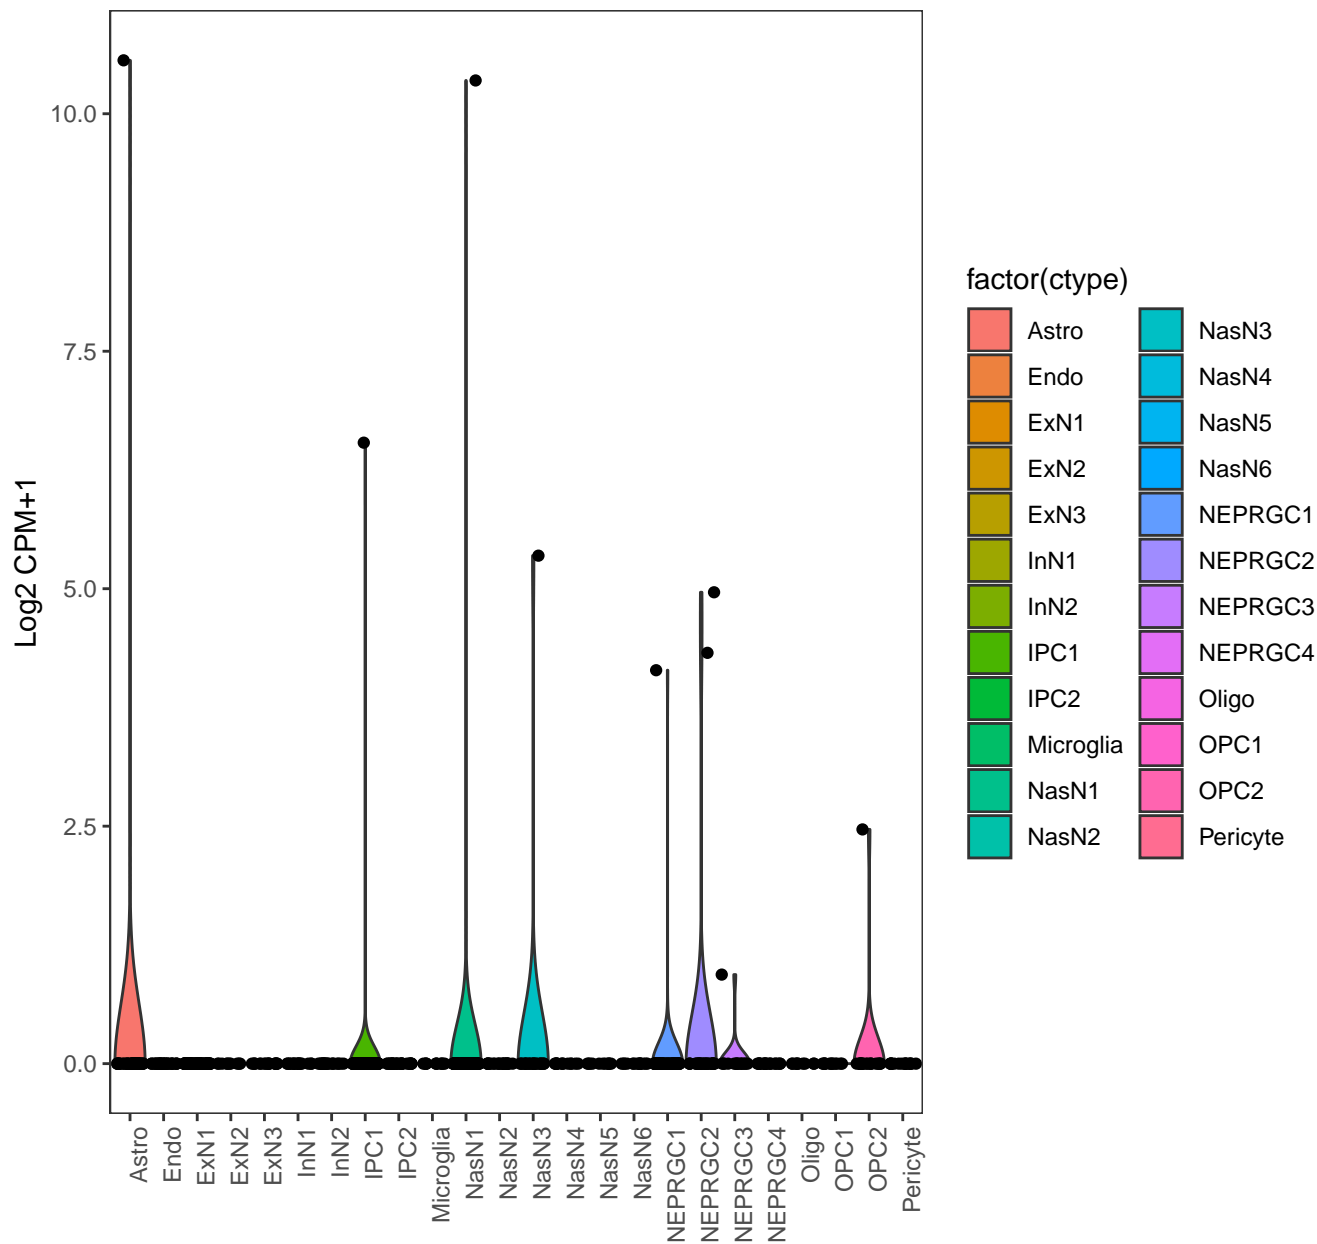 Log2 CPM+1
10.0
7.5
5.0
2.5
0.0
Astro
Endo
ExN1
ExN2
ExN3
InN1
InN2
IPC1
IPC2
Microglia
NasN1
NasN2
NasN3
NasN4
NasN5
NasN6
NEPRGC1
NEPRGC2
NEPRGC3
NEPRGC4
Oligo
OPC1
OPC2
Pericyte
factor(ctype)
Astro
Endo
ExN1
ExN2
ExN3
InN1
InN2
IPC1
IPC2
Microglia
NasN1
NasN2
NasN3
NasN4
NasN5
NasN6
NEPRGC1
NEPRGC2
NEPRGC3
NEPRGC4
Oligo
OPC1
OPC2
Pericyte